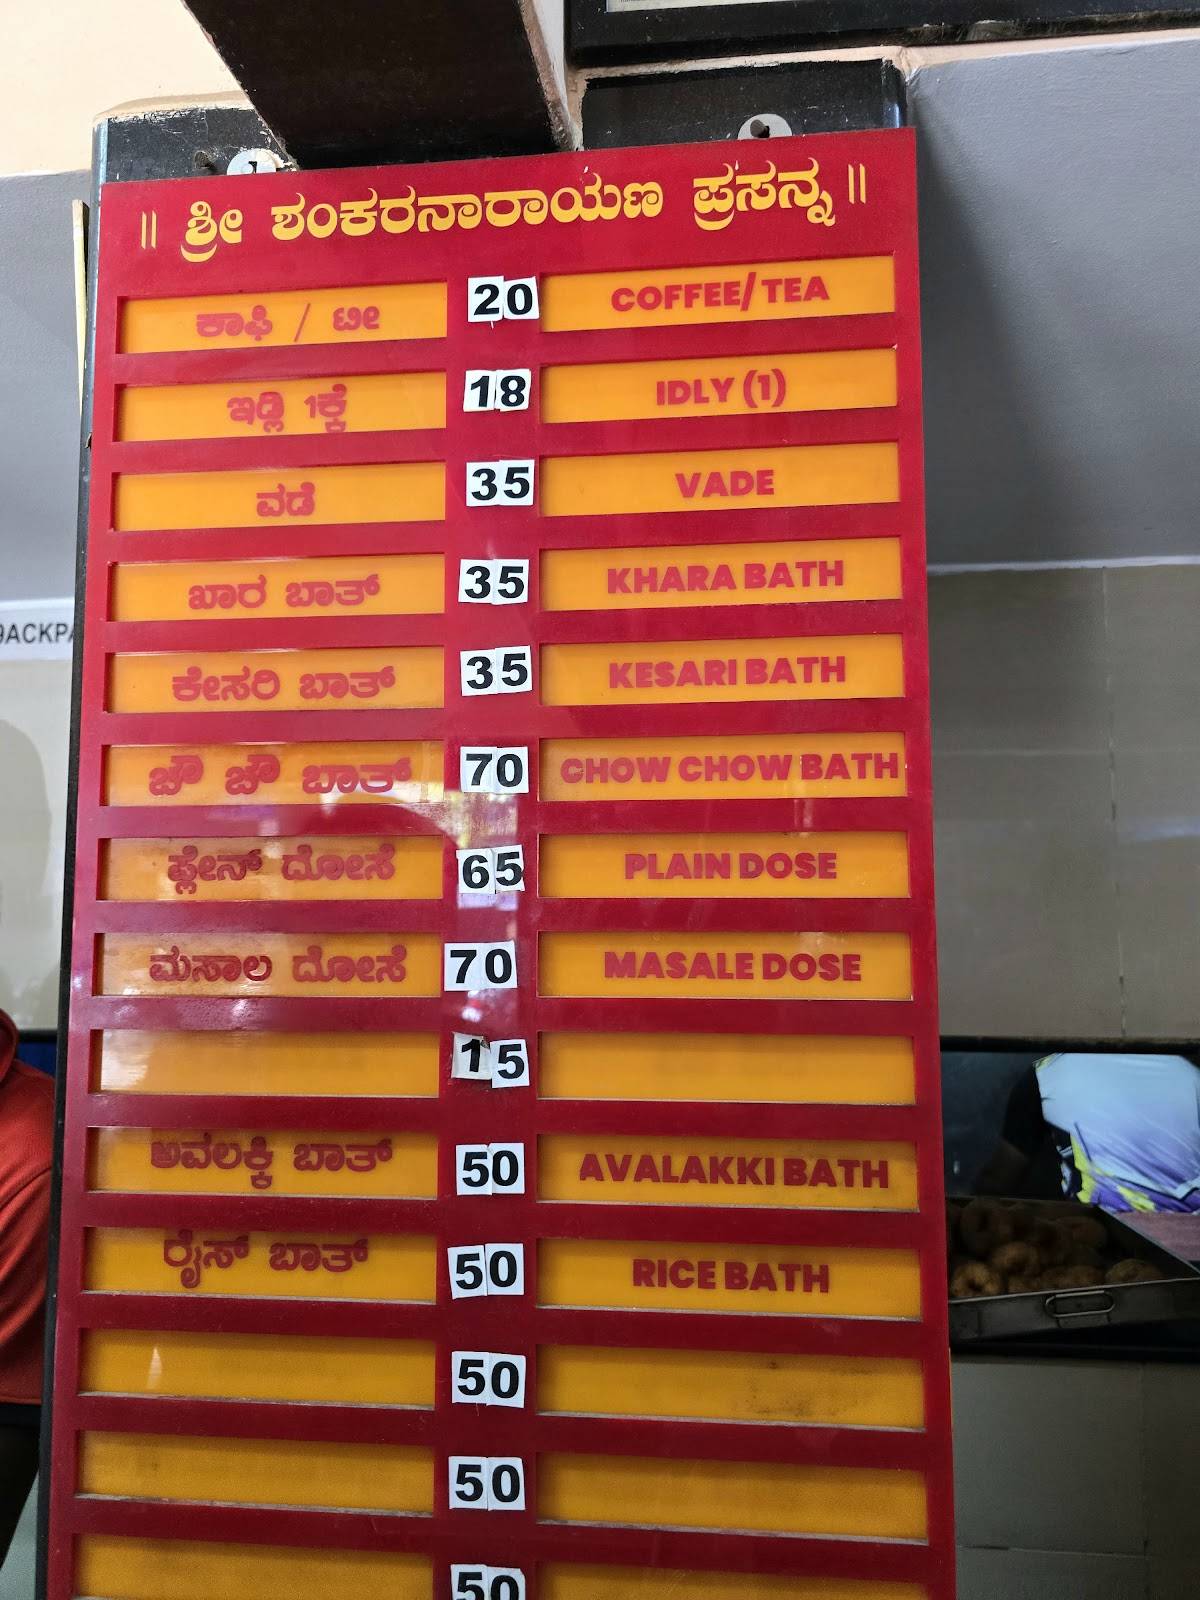 ॥ ಶ್ರೀ ಶಂಕರನಾರಾಯಣ ಪ್ರಸನ್ನ ॥
ಕಾಫಿ / ಟೀ 20 COFFEE/ TEA
ಇಡ್ಲಿ 1ಕ್ಕೆ 18 IDLY (1)
ವಡೆ 35 VADE
ಖಾರ ಬಾತ್ 35 KHARA BATH
ಕೇಸರಿ ಬಾತ್ 35 KESARI BATH
ಚೌ ಚೌ ಬಾತ್ 70 CHOW CHOW BATH
ಪ್ಲೇನ್ ದೋಸೆ 65 PLAIN DOSE
ಮಸಾಲ ದೋಸೆ 70 MASALE DOSE
15
ಅವಲಕ್ಕಿ ಬಾತ್ 50 AVALAKKI BATH
ರೈಸ್ ಬಾತ್ 50 RICE BATH
50
50
50